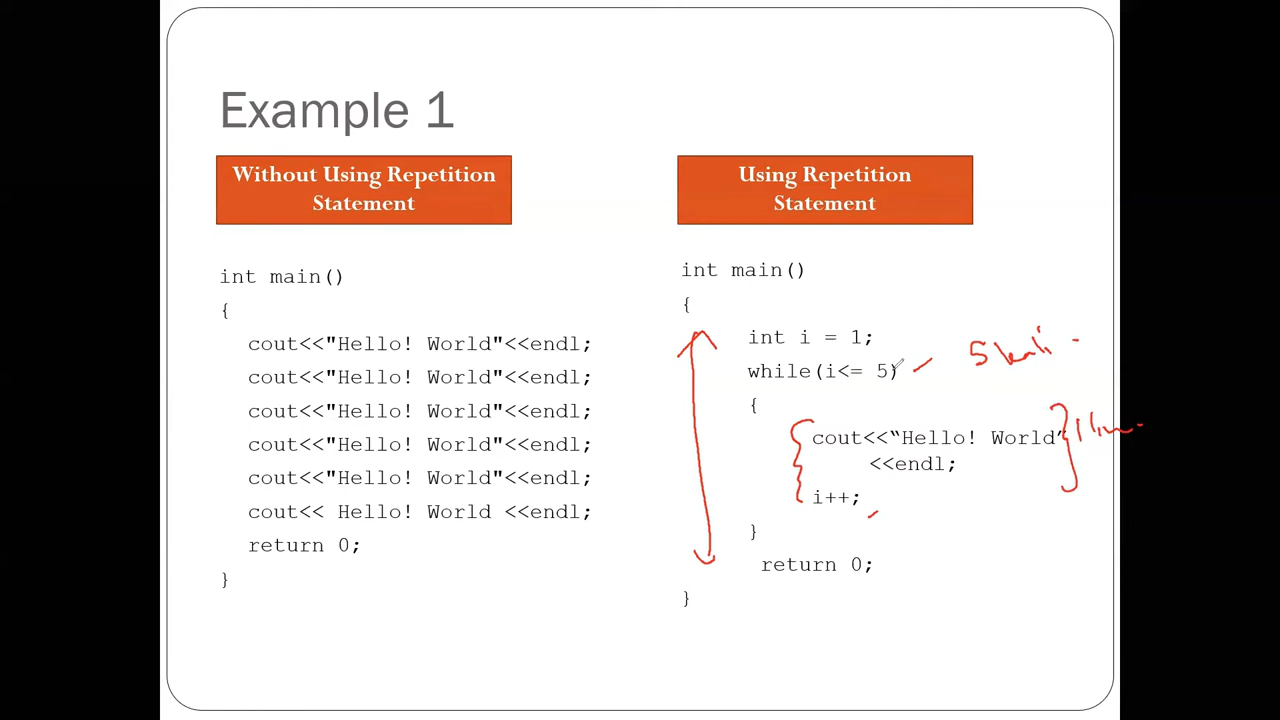 Example 1
Without Using Repetition
Statement
int main()
{
cout<<"Hello! World"<<endl;
cout<<"Hello! World"<<endl;
cout<<"Hello! World"<<endl;
cout<<"Hello! World"<<endl;
cout<<"Hello! World"<<endl;
cout<< Hello! World <<endl;
return 0;
}
Using Repetition
Statement
int main()
{
int i = 1;
while(i<= 5)
5 kali
{
cout<<“Hello! World”
<<endl;
i++;
}
return 0;
}